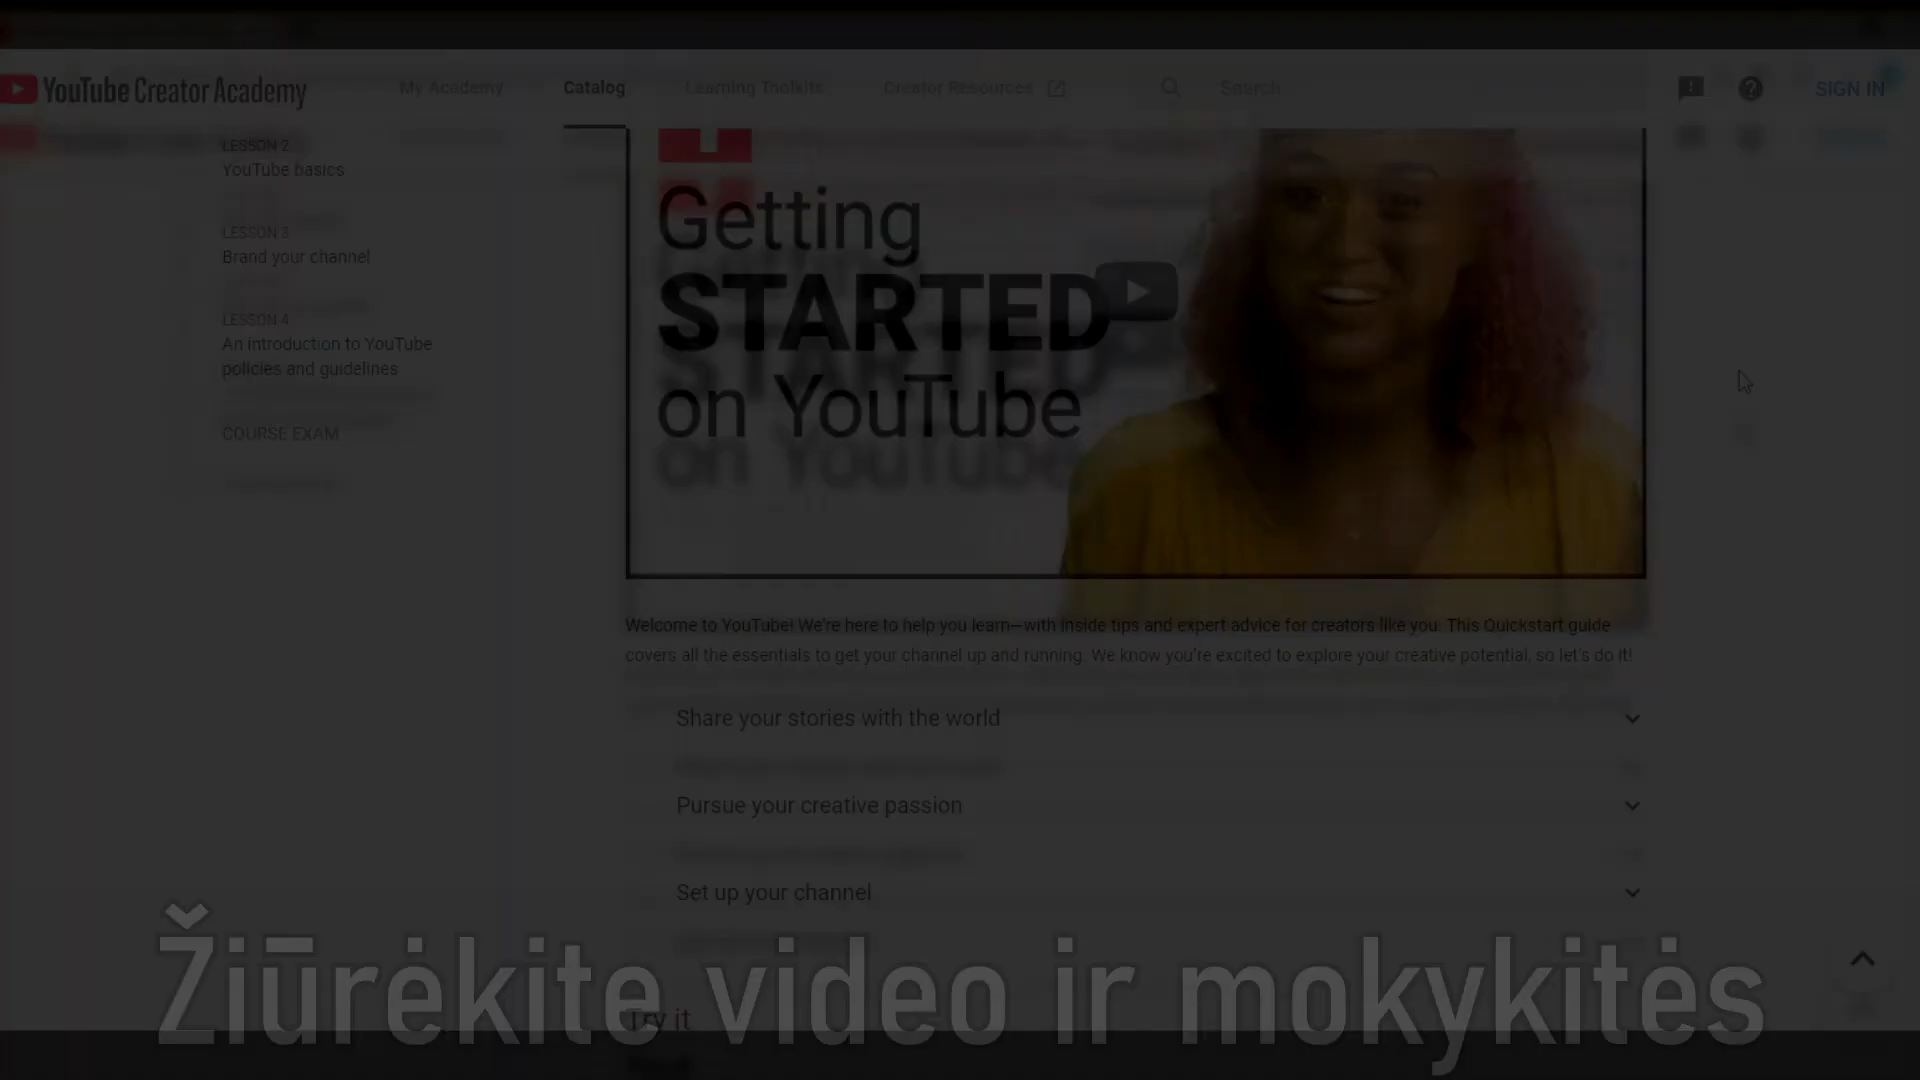 YouTube Creator Academy
My Academy
Catalog
Learning Toolkits
Creator Resources
Search
SIGN IN
LESSON 2
YouTube basics
LESSON 3
Brand your channel
LESSON 4
An introduction to YouTube
policies and guidelines
COURSE EXAM
Getting
STARTED
on YouTube
Welcome to YouTube! We're here to help you learn—with inside tips and expert advice for creators like you. This Quickstart guide
covers all the essentials to get your channel up and running. We know you're excited to explore your creative potential, so let's do it!
Share your stories with the world
Pursue your creative passion
Set up your channel
Try it
Žiūrėkite video ir mokykitės